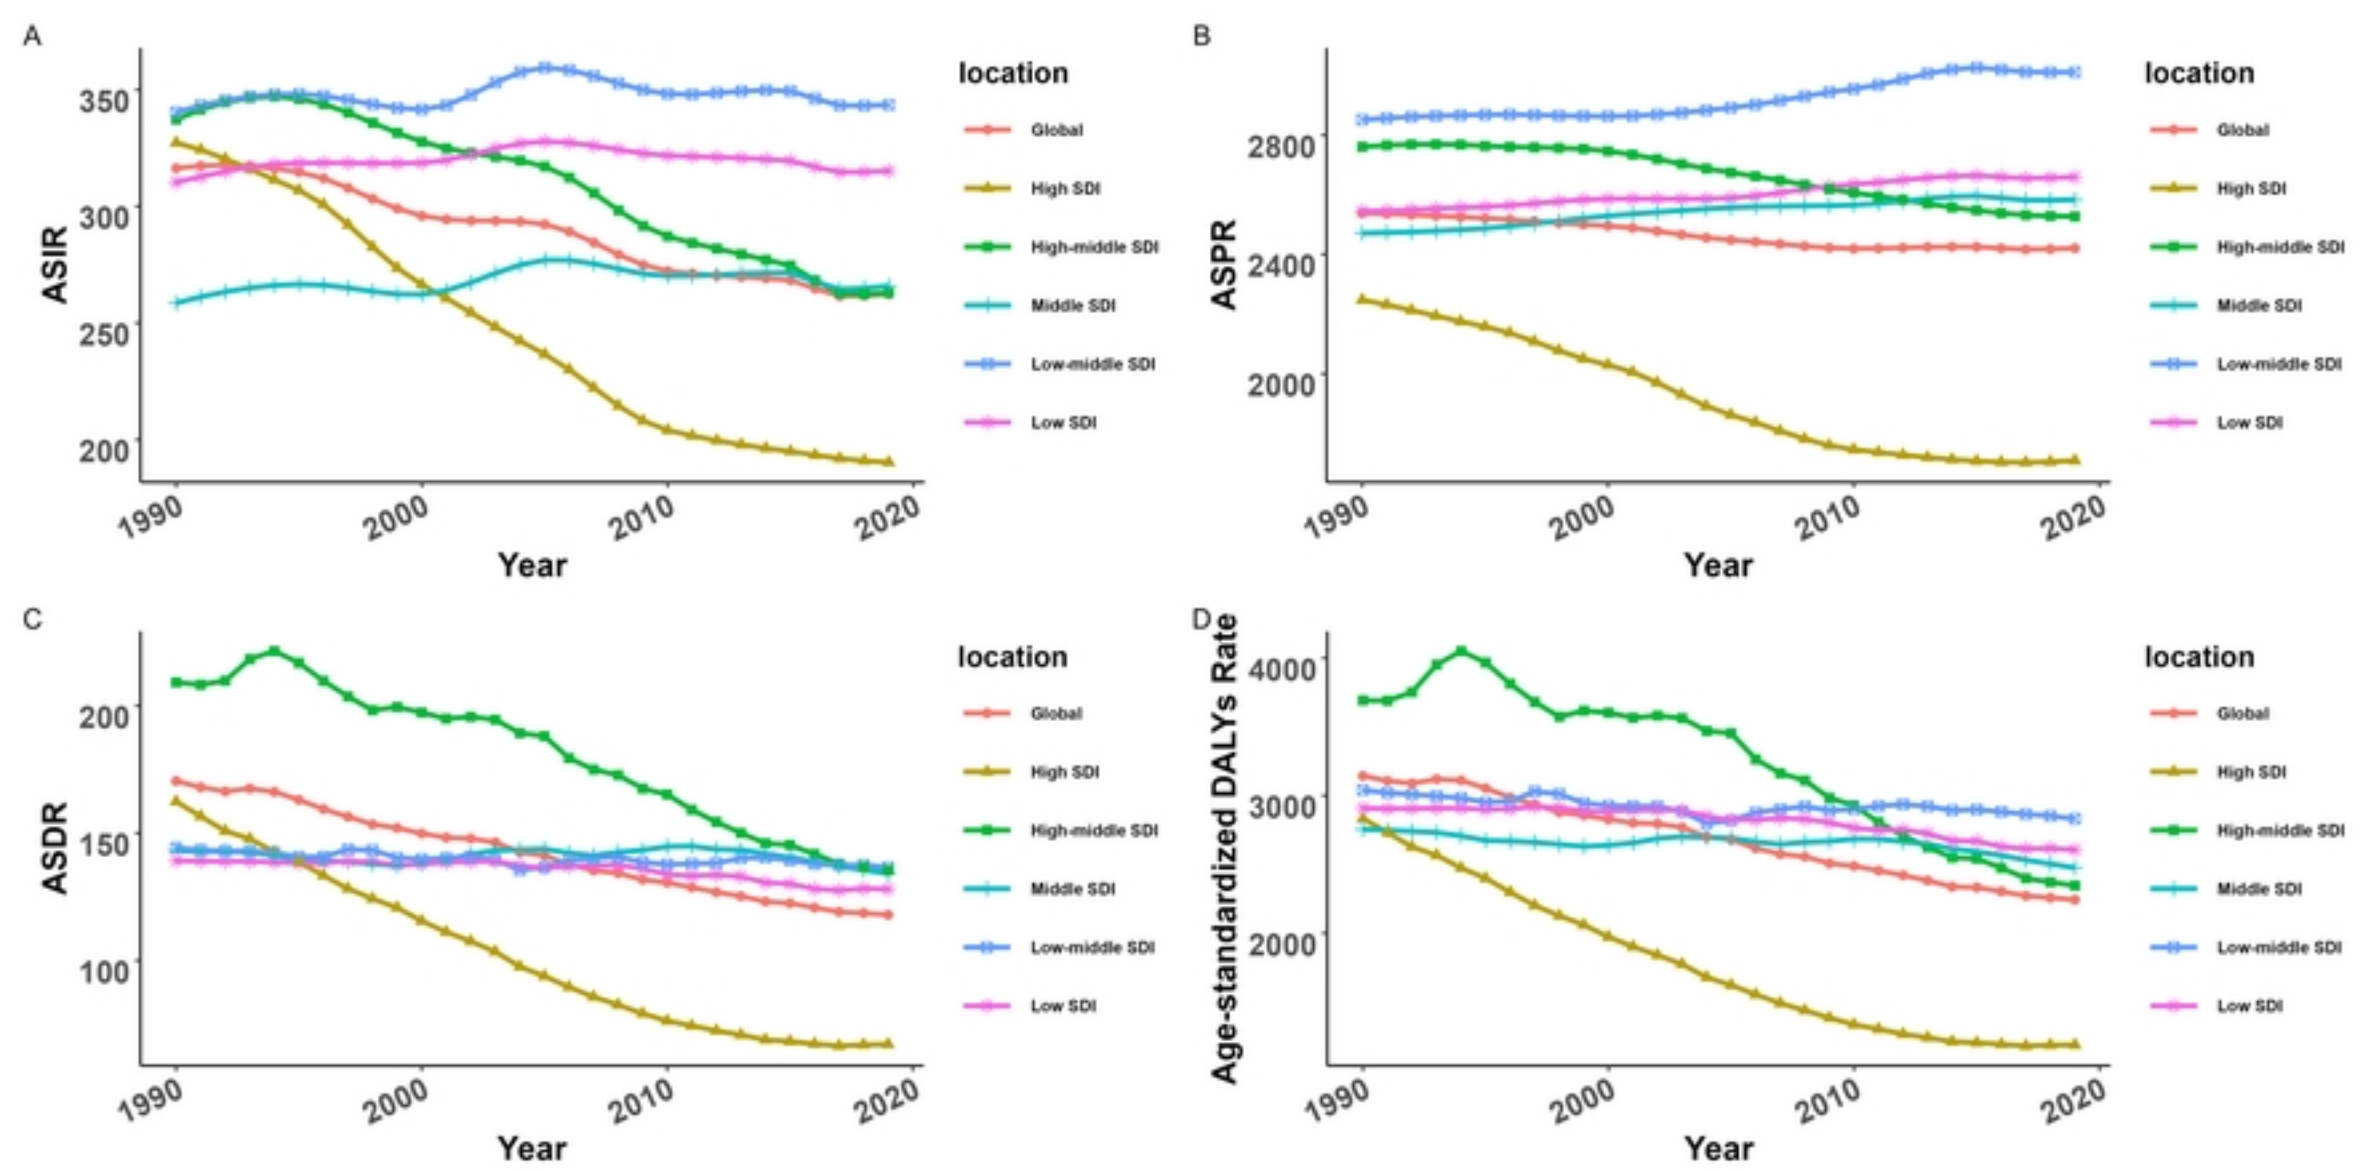 A
ASIR
350
300
250
200
1990
2000
2010
2020
Year
location
Global
High SDI
High-middle SDI
Middle SDI
Low-middle SDI
Low SDI
B
ASPR
2800
2400
2000
1990
2000
2010
2020
Year
location
Global
High SDI
High-middle SDI
Middle SDI
Low-middle SDI
Low SDI
C
ASDR
200
150
100
1990
2000
2010
2020
Year
location
Global
High SDI
High-middle SDI
Middle SDI
Low-middle SDI
Low SDI
D
Age-standardized DALYs Rate
4000
3000
2000
1990
2000
2010
2020
Year
location
Global
High SDI
High-middle SDI
Middle SDI
Low-middle SDI
Low SDI